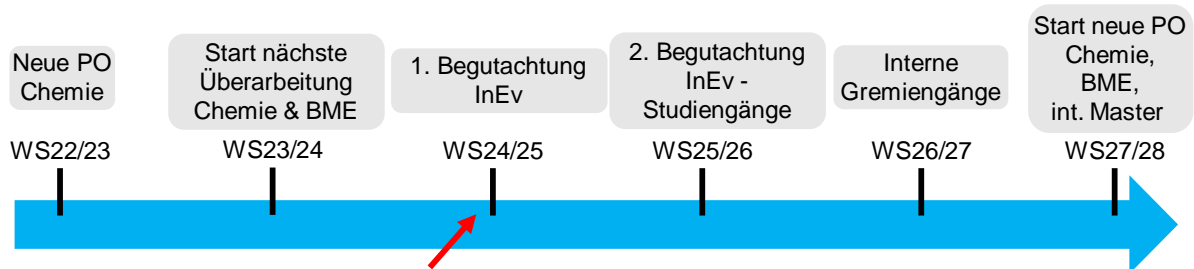 Neue PO
Chemie
Start nächste
Überarbeitung
Chemie & BME
1. Begutachtung
InEv
2. Begutachtung
InEv -
Studiengänge
Interne
Gremiengänge
Start neue PO
Chemie,
BME,
int. Master
WS22/23
WS23/24
WS24/25
WS25/26
WS26/27
WS27/28